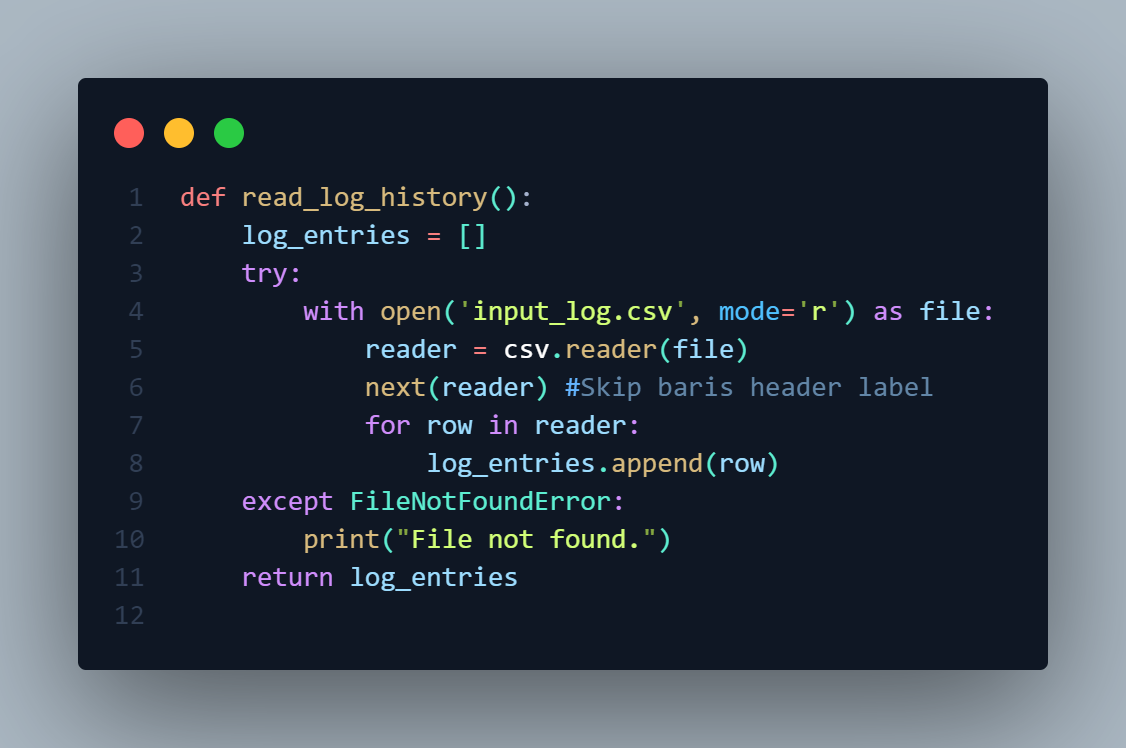 1 def read_log_history():
2     log_entries = []
3     try:
4         with open('input_log.csv', mode='r') as file:
5             reader = csv.reader(file)
6             next(reader) #Skip baris header label
7             for row in reader:
8                 log_entries.append(row)
9     except FileNotFoundError:
10         print("File not found.")
11     return log_entries
12